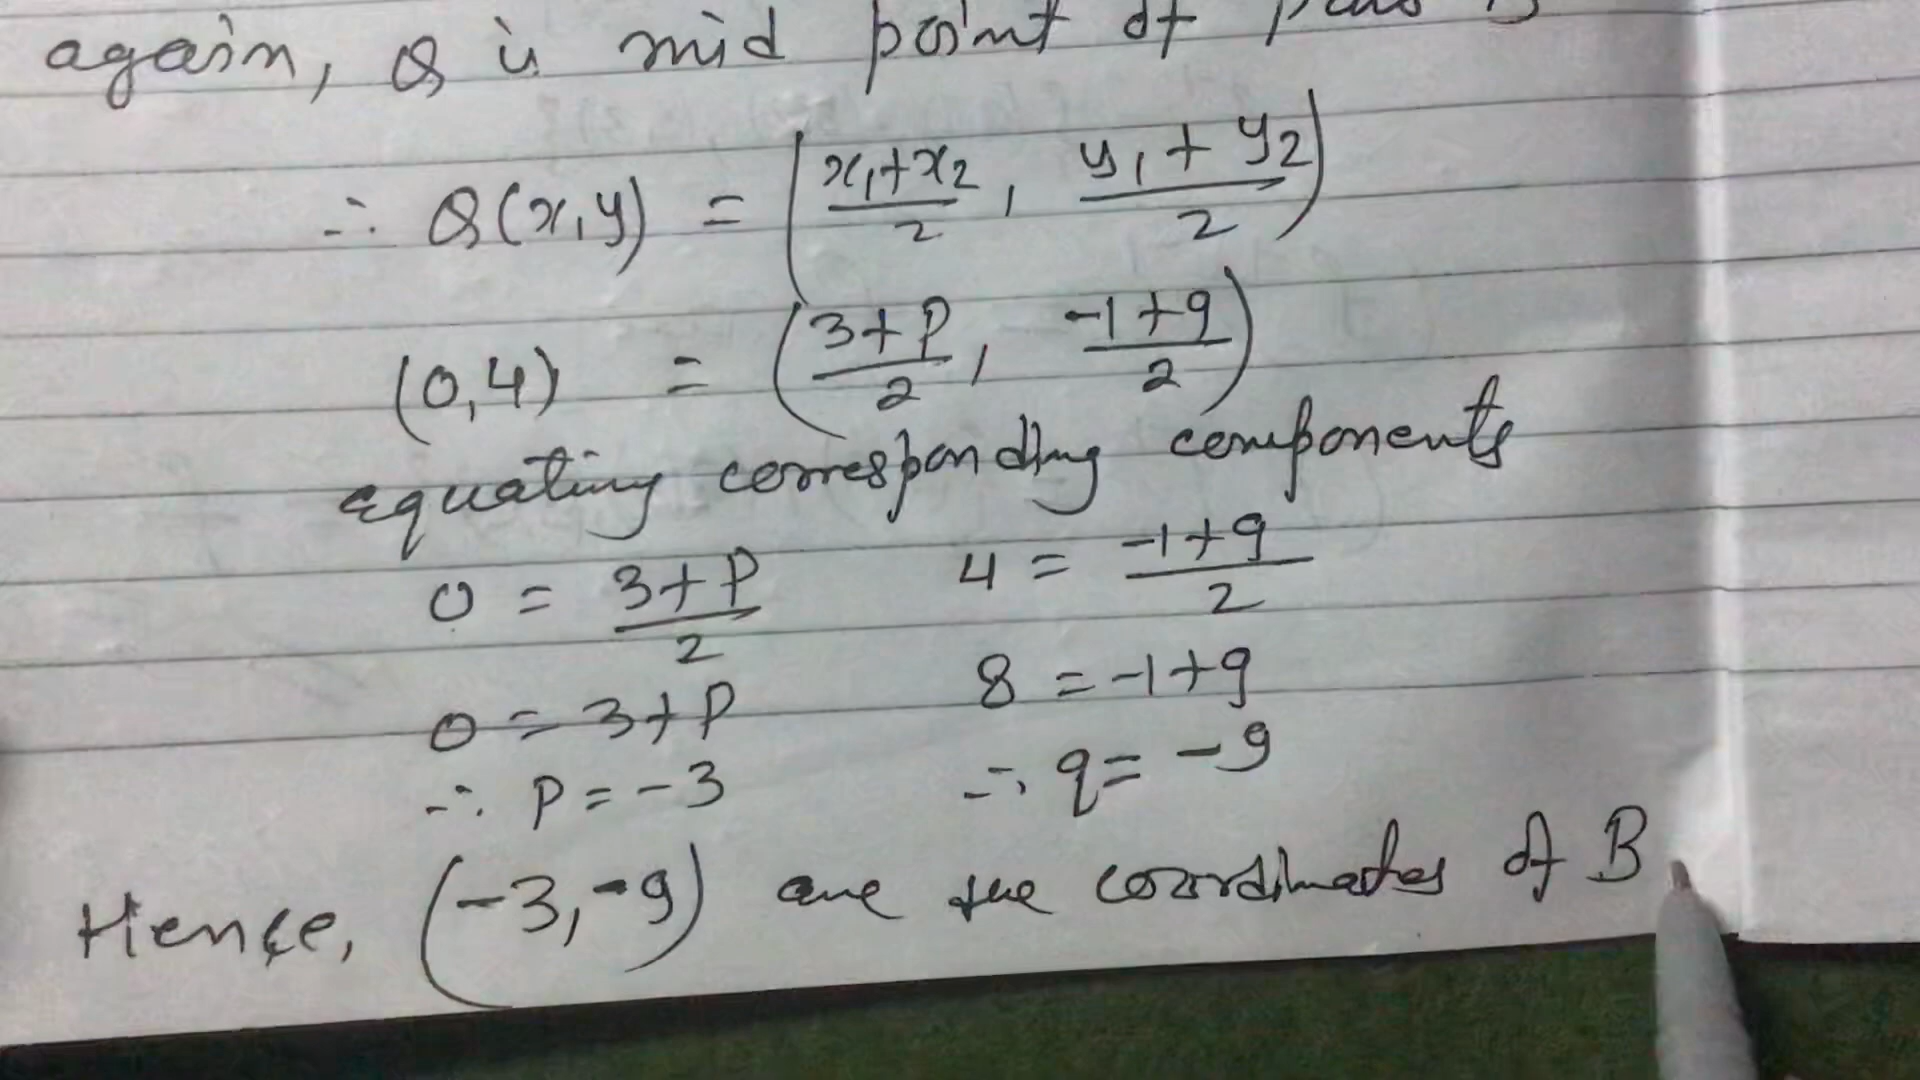 again, Q is mid point of
∴ Q(x,y) = (x₁+x₂/2, y₁+y₂/2)
(0,4) = (3+p/2, -1+q/2)
equating corresponding components
0 = 3+p/2 4 = -1+q/2
0 = 3+p 8 = -1+q
∴ p = -3 ∴ q = -9
Hence, (-3,-9) are the coordinates of B